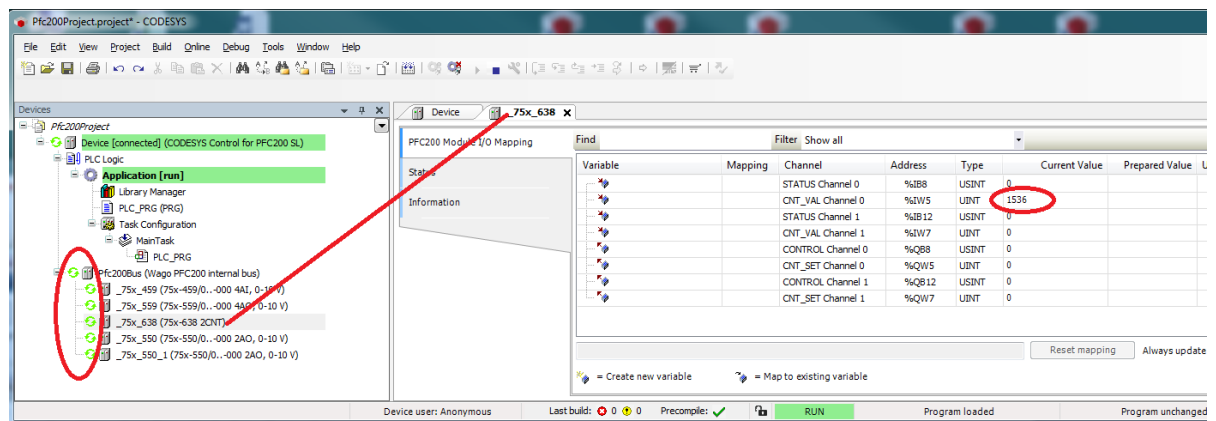 Pfc200Project.project* - CODESYS
File Edit View Project Build Online Debug Tools Window Help
Devices
Pfc200Project
Device [connected] (CODESYS Control for PFC200 SL)
PLC Logic
Application [run]
Library Manager
PLC_PRG (PRG)
Task Configuration
MainTask
PLC_PRG
Pfc200Bus (Wago PFC200 internal bus)
_75x_459 (75x-459/0..-000 4AI, 0-10 V)
_75x_559 (75x-559/0..-000 4AO, 0-10 V)
_75x_638 (75x-638 2CNT)
_75x_550 (75x-550/0..-000 2AO, 0-10 V)
_75x_550_1 (75x-550/0..-000 2AO, 0-10 V)
Device _75x_638
PFC200 Module I/O Mapping
Status
Information
Find Filter Show all
Variable Mapping Channel Address Type Current Value Prepared Value U
STATUS Channel 0 %IB8 USINT 0
CNT_VAL Channel 0 %IW5 UINT 1536
STATUS Channel 1 %IB12 USINT 0
CNT_VAL Channel 1 %IW7 UINT 0
CONTROL Channel 0 %QB8 USINT 0
CNT_SET Channel 0 %QW5 UINT 0
CONTROL Channel 1 %QB12 USINT 0
CNT_SET Channel 1 %QW7 UINT 0
Reset mapping Always update
= Create new variable = Map to existing variable
Device user: Anonymous Last build: 0 0 Precompile: RUN Program loaded Program unchanged